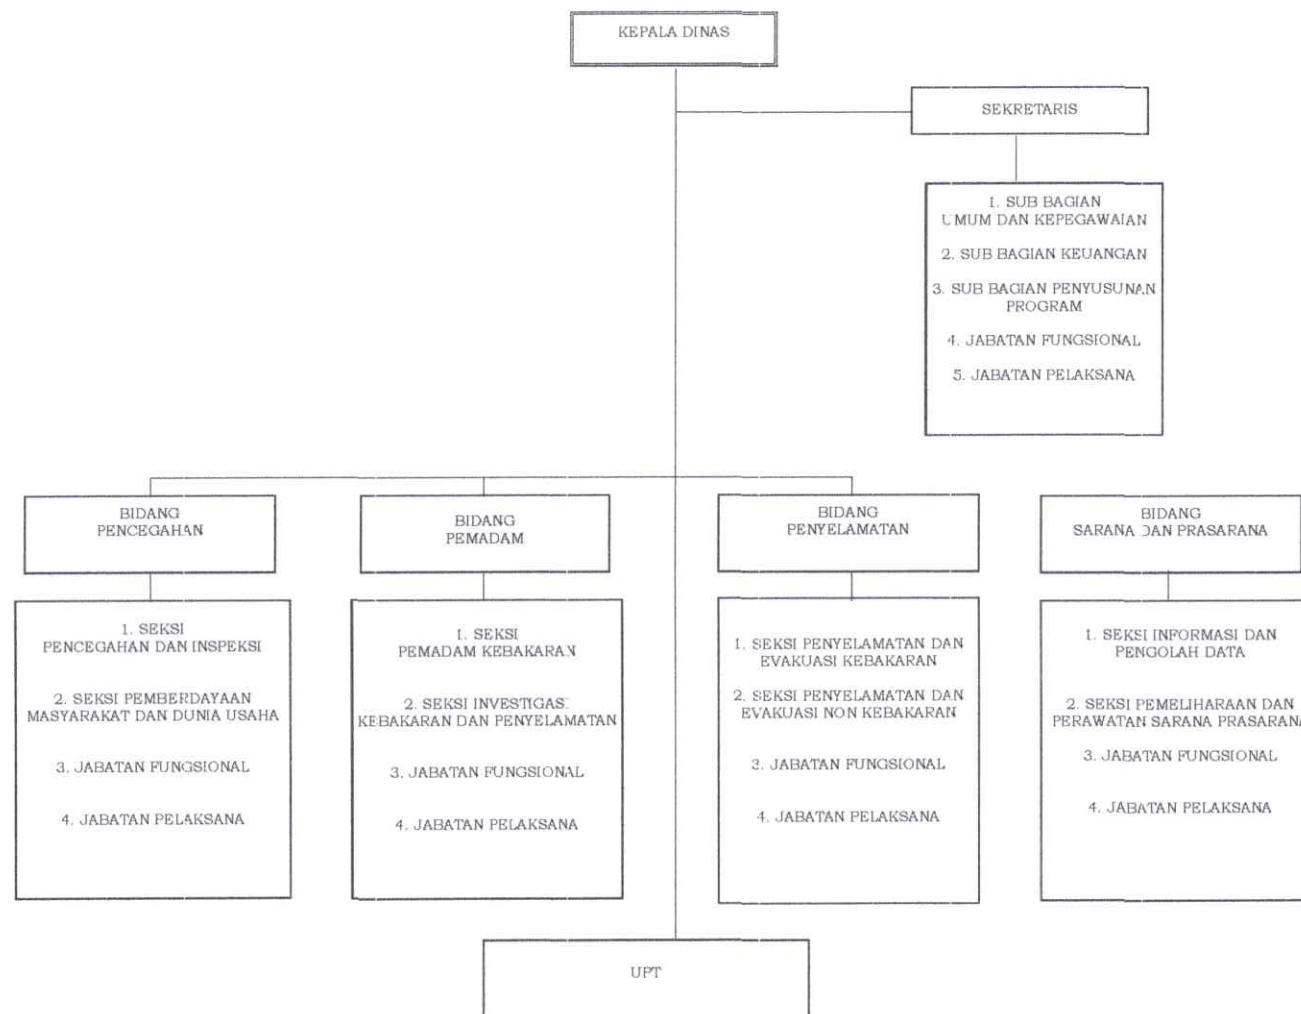 KEPALA DINAS
SEKRETARIS
1. SUB BAGIAN
UMUM DAN KEPEGAWAIAN
2. SUB BAGIAN KEUANGAN
3. SUB BAGIAN PENYUSUNAN
PROGRAM
4. JABATAN FUNGSIONAL
5. JABATAN PELAKSANA
BIDANG
PENCEGAHAN
1. SEKSI
PENCEGAHAN DAN INSPEKSI
2. SEKSI PEMBERDAYAAN
MASYARAKAT DAN DUNIA USAHA
3. JABATAN FUNGSIONAL
4. JABATAN PELAKSANA
BIDANG
PEMADAM
1. SEKSI
PEMADAM KEBAKARAN
2. SEKSI INVESTIGASI
KEBAKARAN DAN PENYELAMATAN
3. JABATAN FUNGSIONAL
4. JABATAN PELAKSANA
BIDANG
PENYELAMATAN
1. SEKSI PENYELAMATAN DAN
EVAKUASI KEBAKARAN
2. SEKSI PENYELAMATAN DAN
EVAKUASI NON KEBAKARAN
3. JABATAN FUNGSIONAL
4. JABATAN PELAKSANA
BIDANG
SARANA DAN PRASARANA
1. SEKSI INFORMASI DAN
PENGOLAH DATA
2. SEKSI PEMELIHARAAN DAN
PERAWATAN SARANA PRASARANA
3. JABATAN FUNGSIONAL
4. JABATAN PELAKSANA
UPT